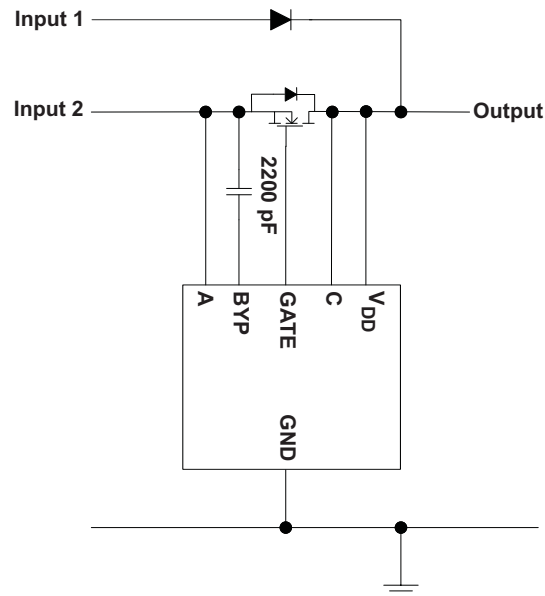 Input 1
Input 2
Output
2200 pF
A
BYP
GATE
C
VDD
GND